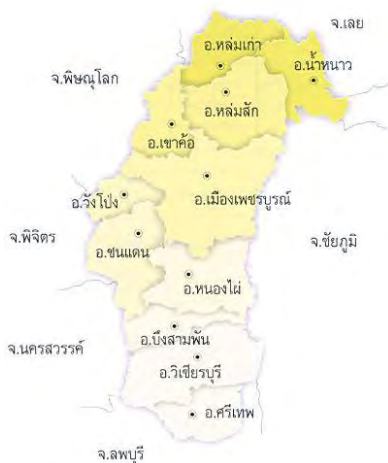 จ.เลย
อ.หล่มเก่า
อ.น้ำหนาว
จ.พิษณุโลก
อ.หล่มสัก
อ.เขาค้อ
อ.วังโป่ง
อ.เมืองเพชรบูรณ์
จ.พิจิตร
จ.ชัยภูมิ
อ.ชนแดน
อ.หนองไผ่
อ.บึงสามพัน
จ.นครสวรรค์
อ.วิเชียรบุรี
อ.ศรีเทพ
จ.ลพบุรี